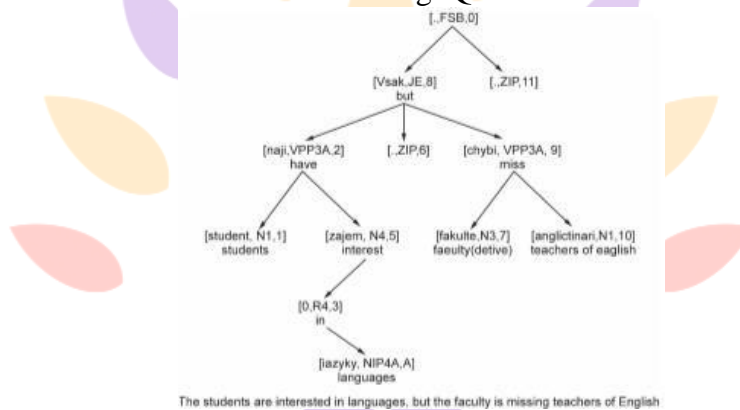 [.,FSB,0]
[Vsak,JE,8] [.,ZIP,11]
but
[naji,VPP3A,2] [.,ZIP,6] [chybi, VPP3A, 9]
have miss
[student, N1,1] [zajem, N4,5] [fakulte,N3,7] [anglictinari,N1,10]
students interest faeulty(detive) teachers of eaglish
[0,R4,3]
in
[iazyky, NIP4A,A]
languages
The students are interested in languages, but the faculty is missing teachers of English